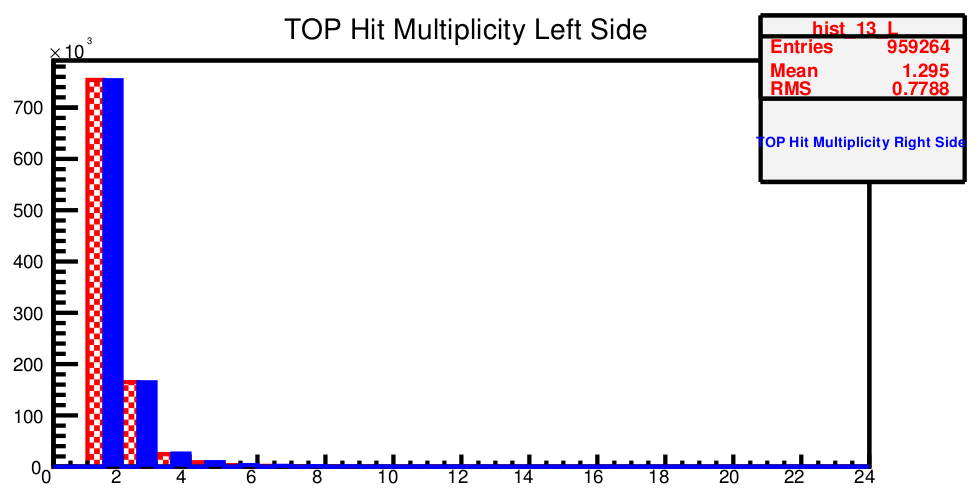 TOP Hit Multiplicity Left Side
hist_13_L
Entries 959264
Mean 1.295
RMS 0.7788
TOP Hit Multiplicity Right Side
×10³
700
600
500
400
300
200
100
0
0 2 4 6 8 10 12 14 16 18 20 22 24